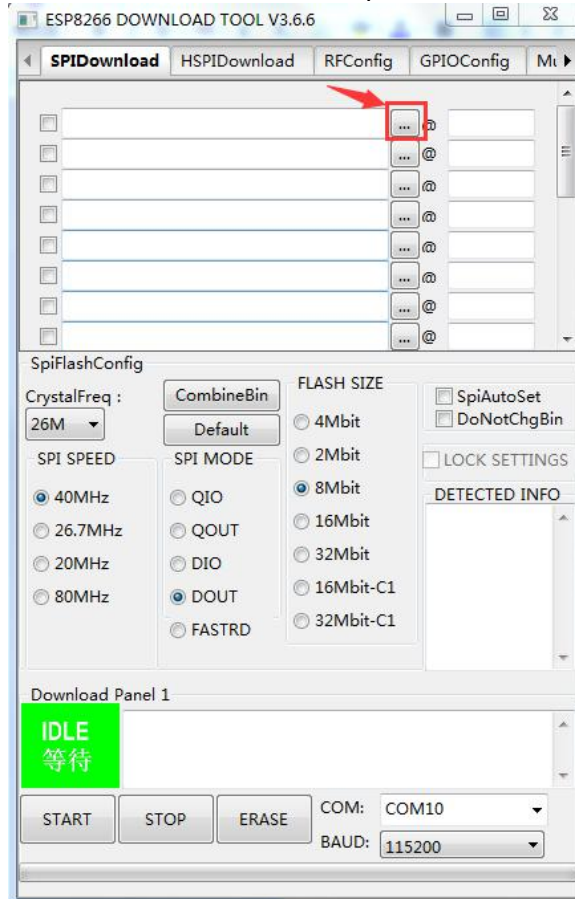 ESP8266 DOWNLOAD TOOL V3.6.6
SPIDownload HSPIDownload RFConfig GPIOConfig Mu
... @
... @
... @
... @
... @
... @
... @
... @
SpiFlashConfig
CrystalFreq :
26M
CombineBin
Default
SPI SPEED
40MHz
26.7MHz
20MHz
80MHz
SPI MODE
QIO
QOUT
DIO
DOUT
FASTRD
FLASH SIZE
4Mbit
2Mbit
8Mbit
16Mbit
32Mbit
16Mbit-C1
32Mbit-C1
SpiAutoSet
DoNotChgBin
LOCK SETTINGS
DETECTED INFO
Download Panel 1
IDLE
等待
START STOP ERASE
COM: COM10
BAUD: 115200